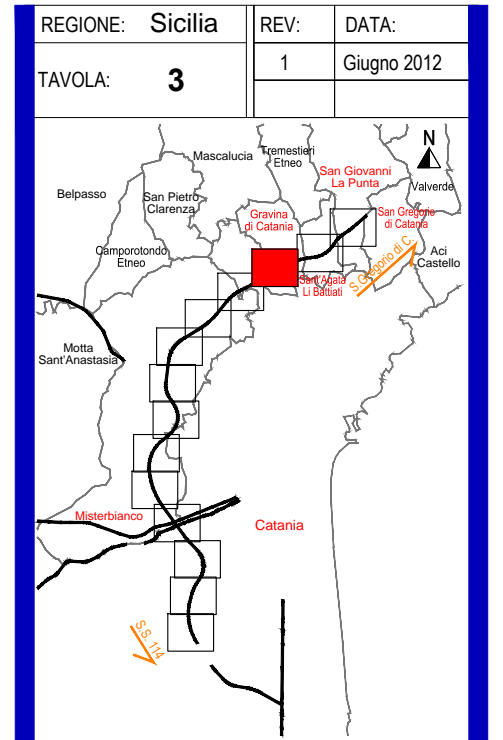 REGIONE: Sicilia
REV:
DATA:
TAVOLA: 3
1
Giugno 2012
N
Mascalucia
Tremestieri
Etneo
San Giovanni
La Punta
Belpasso
San Pietro
Clarenza
Valverde
Gravina
di Catania
San Gregorio
di Catania
Camporotondo
Etneo
Aci
Castello
Sant'Agata
Li Battiati
S.Gregorio di C.
Motta
Sant'Anastasia
Misterbianco
Catania
S.S. 114